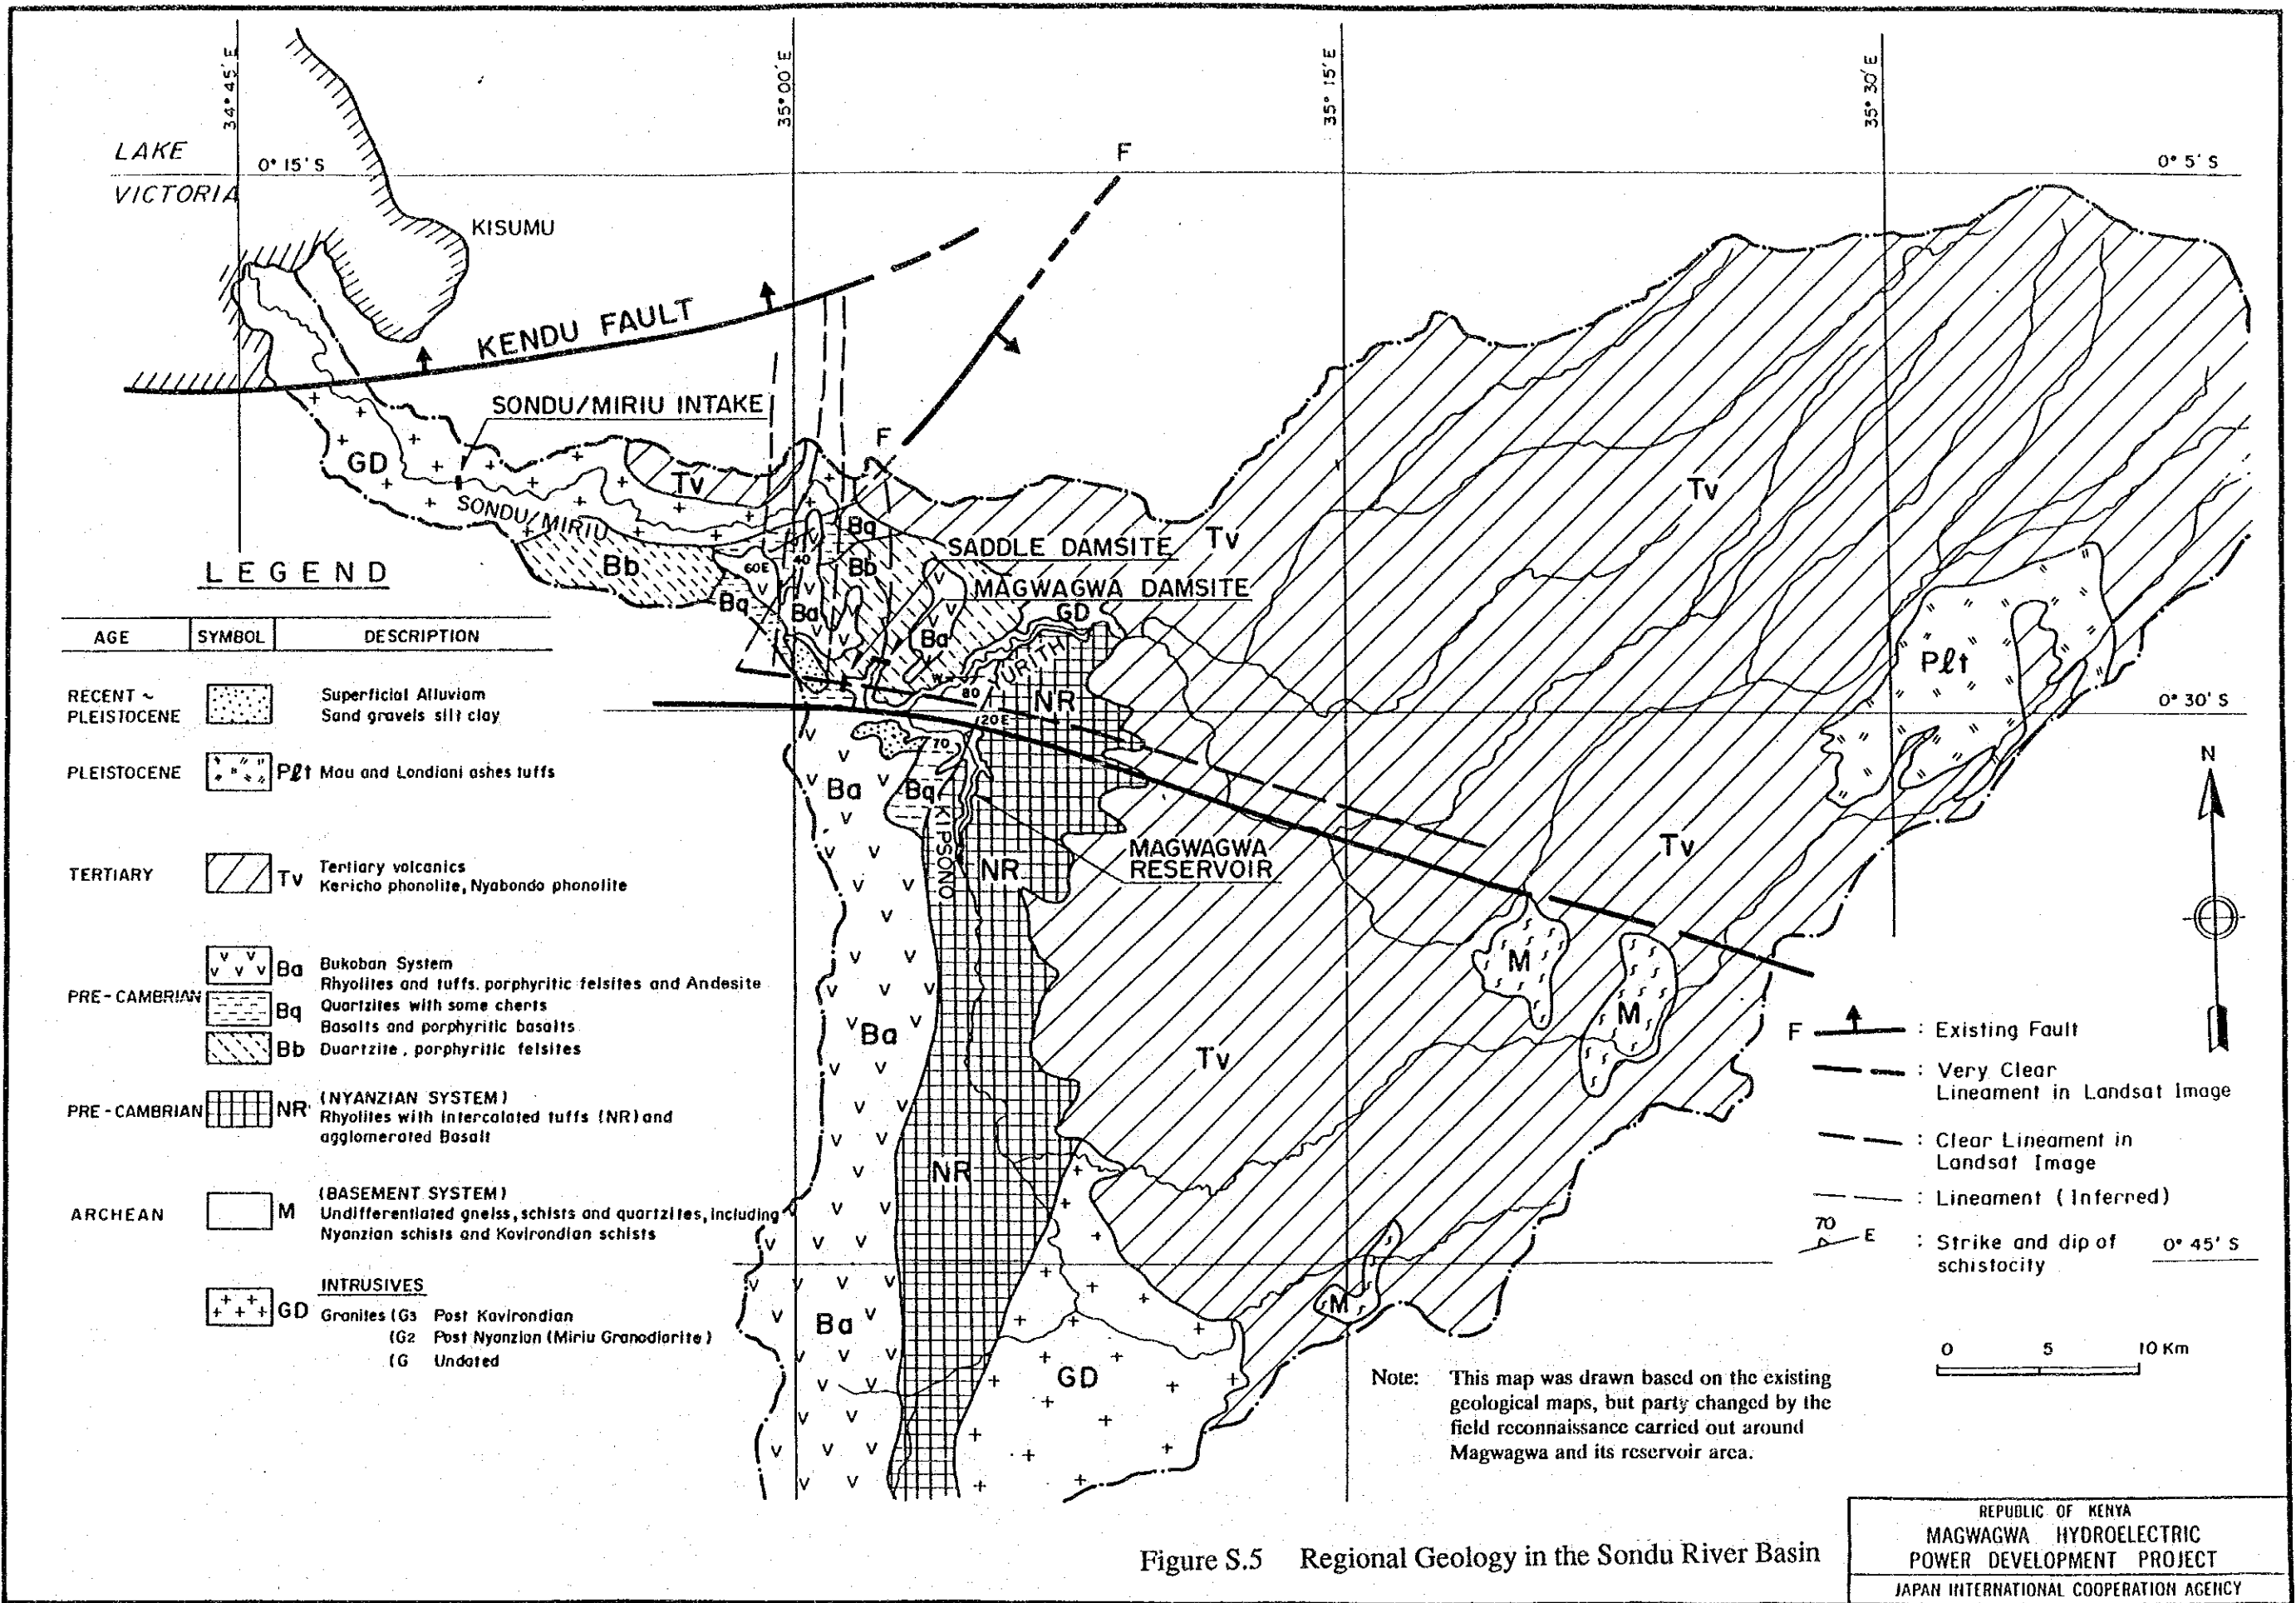 34° 45' E
35° 00' E
35° 15' E
35° 30' E
LAKE
VICTORIA
0° 15' S
0° 5' S
F
KISUMU
KENDU FAULT
SONDU/MIRIU INTAKE
F
GD
Tv
Tv
SONDU/MIRIU
Bq
SADDLE DAMSITE
Tv
Bb
60E
40
Bb
MAGWAGWA DAMSITE
GD
Bq
Ba
Ba
YURITH
Plt
80
NR
20E
0° 30' S
70
N
Ba
Bq
KIPSONO
MAGWAGWA
RESERVOIR
NR
Tv
M
M
Ba
Tv
NR
M
Ba
GD
LEGEND
AGE SYMBOL DESCRIPTION
RECENT ~
PLEISTOCENE
Superficial Alluviam
Sand gravels silt clay
PLEISTOCENE Plt Mau and Londiani ashes tuffs
TERTIARY Tv Tertiary volcanics
Kericho phonolite, Nyabondo phonolite
PRE-CAMBRIAN
Ba Bukoban System
Rhyolites and tuffs. porphyritic felsites and Andesite
Bq Quartzites with some cherts
Basalts and porphyritic basalts
Bb Duartzite, porphyritic felsites
PRE-CAMBRIAN NR (NYANZIAN SYSTEM)
Rhyolites with intercalated tuffs (NR) and
agglomerated Basalt
ARCHEAN M (BASEMENT SYSTEM)
Undifferentiated gneiss, schists and quartzites, including
Nyanzian schists and Kavirondian schists
INTRUSIVES
GD Granites (G3 Post Kavirondian
(G2 Post Nyanzian (Miriu Granodiorite)
(G Undated
F : Existing Fault
: Very Clear
Lineament in Landsat Image
: Clear Lineament in
Landsat Image
: Lineament (Inferred)
70 E : Strike and dip of
schistocity
0° 45' S
0 5 10 Km
Note: This map was drawn based on the existing
geological maps, but party changed by the
field reconnaissance carried out around
Magwagwa and its reservoir area.
Figure S.5 Regional Geology in the Sondu River Basin
REPUBLIC OF KENYA
MAGWAGWA HYDROELECTRIC
POWER DEVELOPMENT PROJECT
JAPAN INTERNATIONAL COOPERATION AGENCY